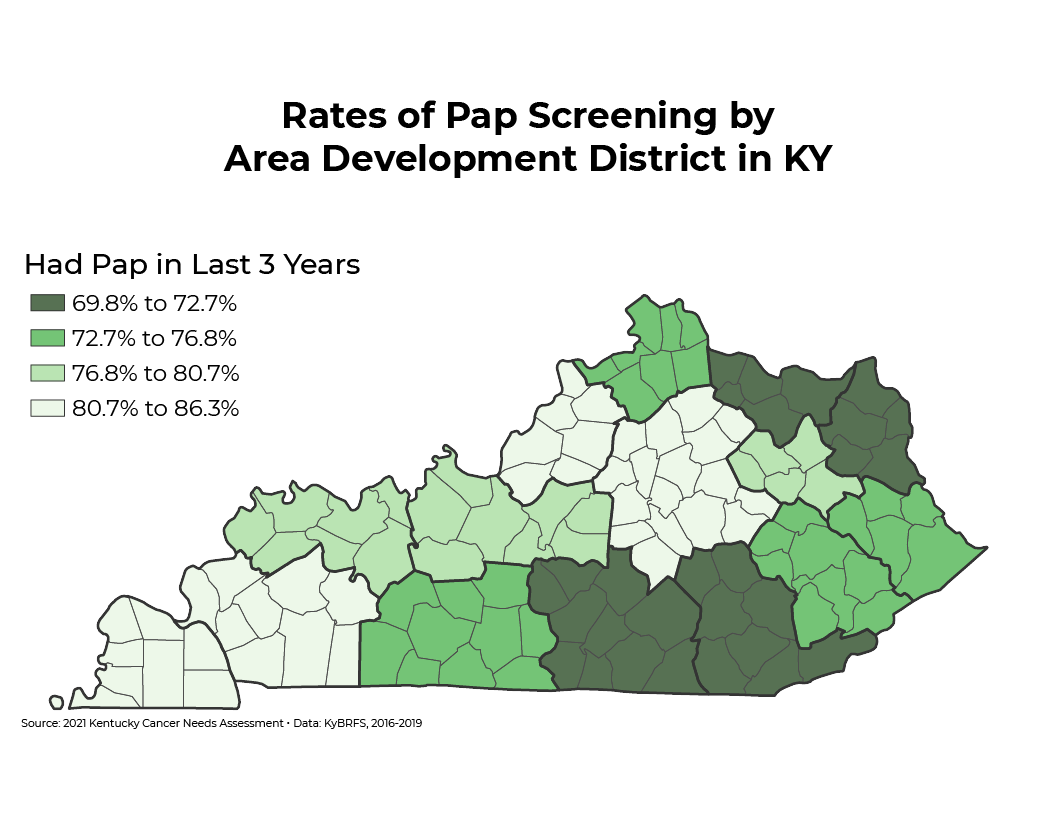 Rates of Pap Screening by
Area Development District in KY
Had Pap in Last 3 Years
69.8% to 72.7%
72.7% to 76.8%
76.8% to 80.7%
80.7% to 86.3%
Source: 2021 Kentucky Cancer Needs Assessment • Data: KyBRFS, 2016-2019